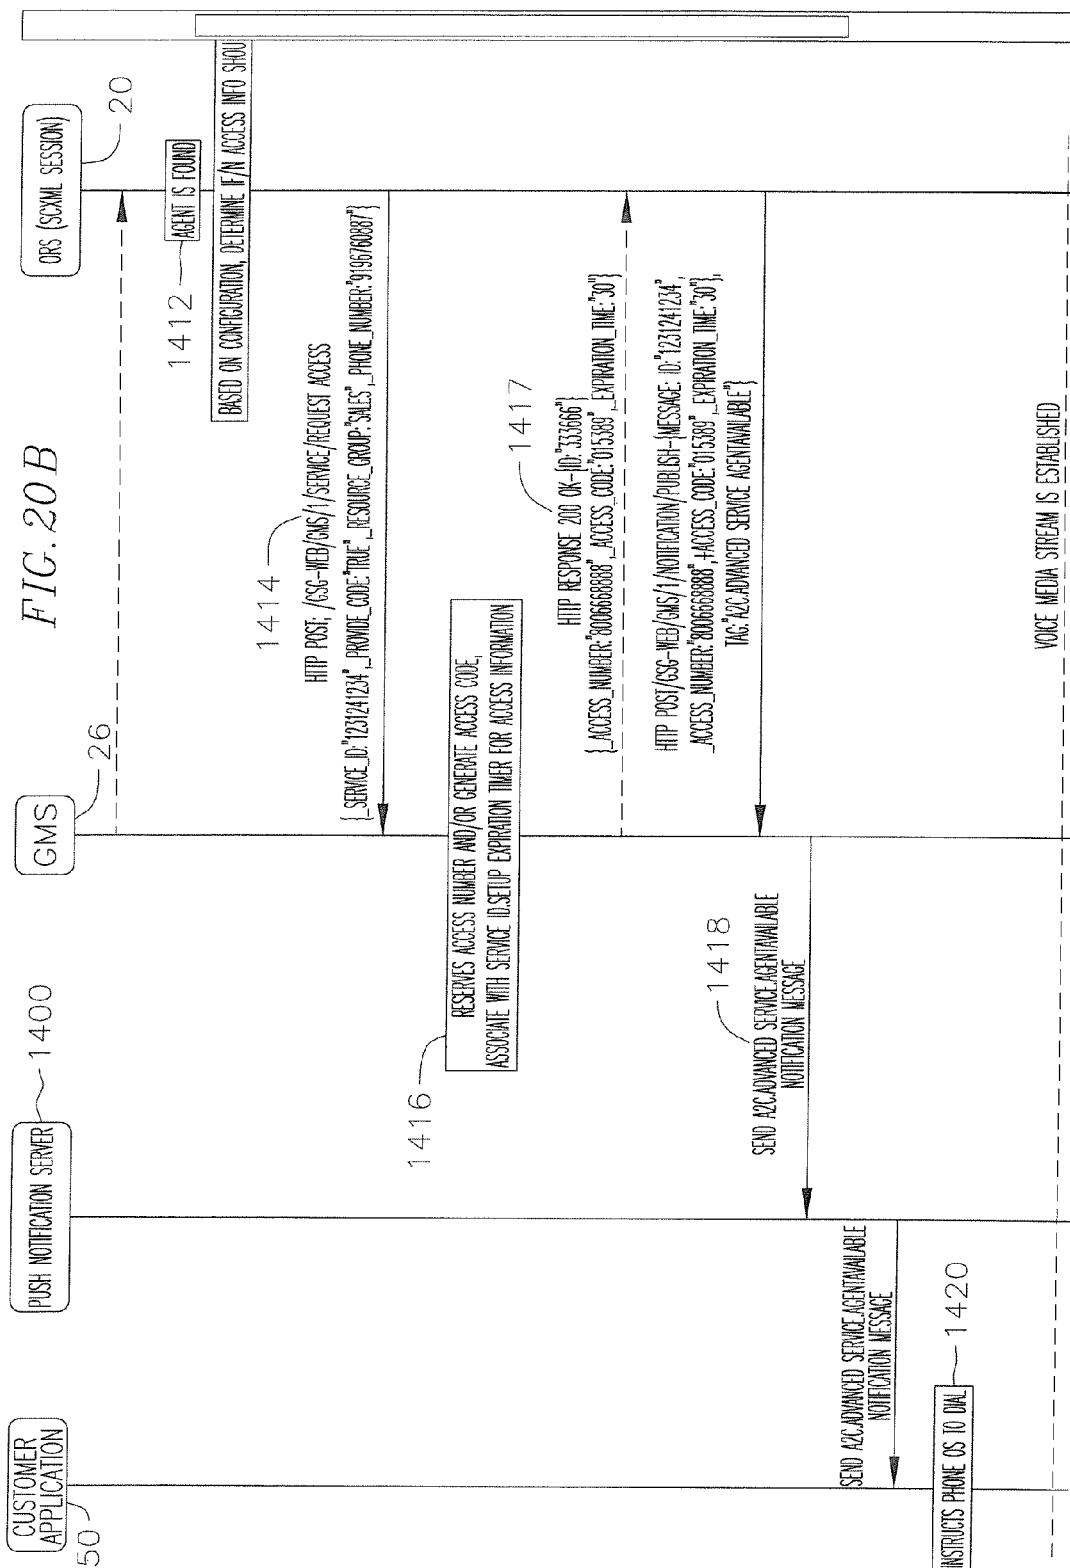 FIG. 20B
CUSTOMER
APPLICATION
50
PUSH NOTIFICATION SERVER
1400
GMS
26
ORS (SCXML SESSION)
20
1412
AGENT IS FOUND
BASED ON CONFIGURATION, DETERMINE IF/N ACCESS INFO SHOU
1414
HTTP POST; /GSG-WEB/GMS/1/SERVICE/REQUEST ACCESS
{_SERVICE_ID:"1231241234",_PROVIDE_CODE:"TRUE",_RESOURCE_GROUP:"SALES",_PHONE_NUMBER:"9196760887"}
1416
RESERVES ACCESS NUMBER AND/OR GENERATE ACCESS CODE,
ASSOCIATE WITH SERVICE ID.SETUP EXPIRATION TIMER FOR ACCESS INFORMATION
1417
HTTP RESPONSE 200 OK-{ID:"333666"}
{_ACCESS_NUMBER:"8006668888",_ACCESS_CODE:"015389",_EXPIRATION_TIME:"30"}
HTTP POST/GSG-WEB/GMS/1/NOTIFICATION/PUBLISH-{MESSAGE: ID:"1231241234",
_ACCESS_NUMBER:"8006668888",+ACCESS_CODE:"015389",_EXPIRATION_TIME:"30"},
TAG:"A2C.ADVANCED SERVICE AGENTAVAILABLE"}
1418
SEND A2C.ADVANCED SERVICE.AGENTAVAILABLE
NOTIFICATION MESSAGE
SEND A2C.ADVANCED SERVICE.AGENTAVAILABLE
NOTIFICATION MESSAGE
1420
INSTRUCTS PHONE OS TO DIAL
VOICE MEDIA STREAM IS ESTABLISHED